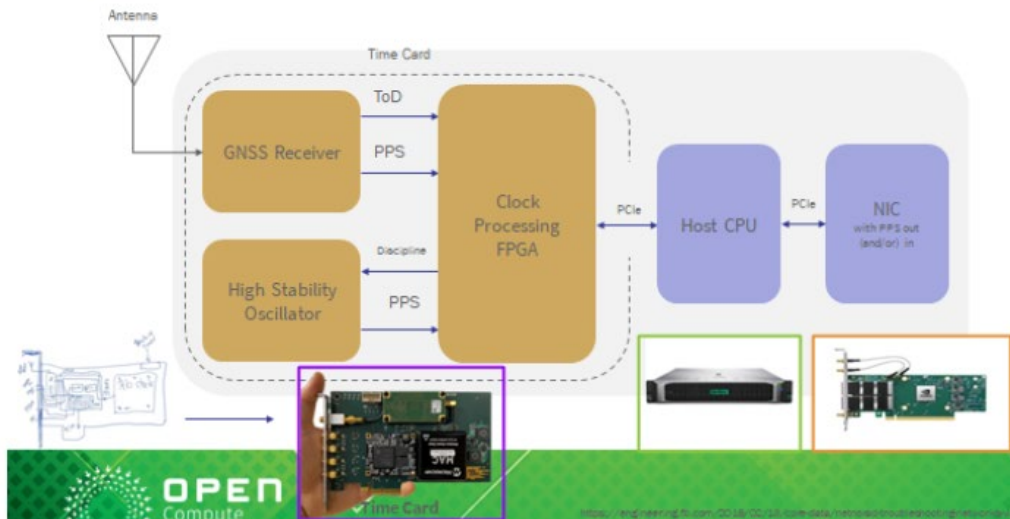 Antenna
Time Card
ToD
GNSS Receiver
PPS
Clock
Processing
FPGA
Discipline
High Stability
Oscillator
PPS
PCIe
Host CPU
PCIe
NIC
with PPS out
(and/or) in
MAC
OPEN
Compute
Time Card